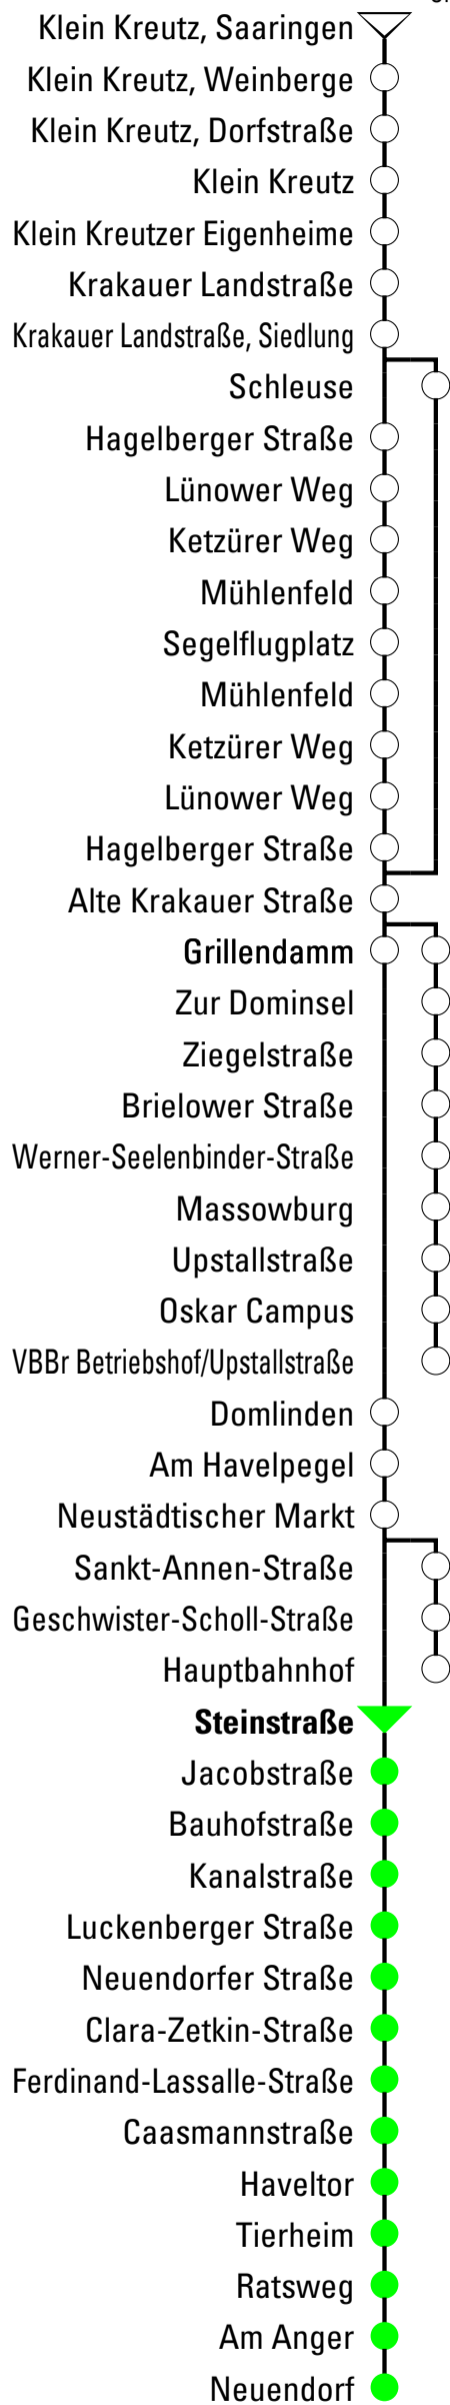 Klein Kreutz, Saaringen
Klein Kreutz, Weinberge
Klein Kreutz, Dorfstraße
Klein Kreutz
Klein Kreutzer Eigenheime
Krakauer Landstraße
Krakauer Landstraße, Siedlung
Schleuse
Hagelberger Straße
Lünower Weg
Ketzürer Weg
Mühlenfeld
Segelflugplatz
Mühlenfeld
Ketzürer Weg
Lünower Weg
Hagelberger Straße
Alte Krakauer Straße
Grillendamm
Zur Dominsel
Ziegelstraße
Brielower Straße
Werner-Seelenbinder-Straße
Massowburg
Upstallstraße
Oskar Campus
VBBr Betriebshof/Upstallstraße
Domlinden
Am Havelpegel
Neustädtischer Markt
Sankt-Annen-Straße
Geschwister-Scholl-Straße
Hauptbahnhof
Steinstraße
Jacobstraße
Bauhofstraße
Kanalstraße
Luckenberger Straße
Neuendorfer Straße
Clara-Zetkin-Straße
Ferdinand-Lassalle-Straße
Caasmannstraße
Haveltor
Tierheim
Ratsweg
Am Anger
Neuendorf